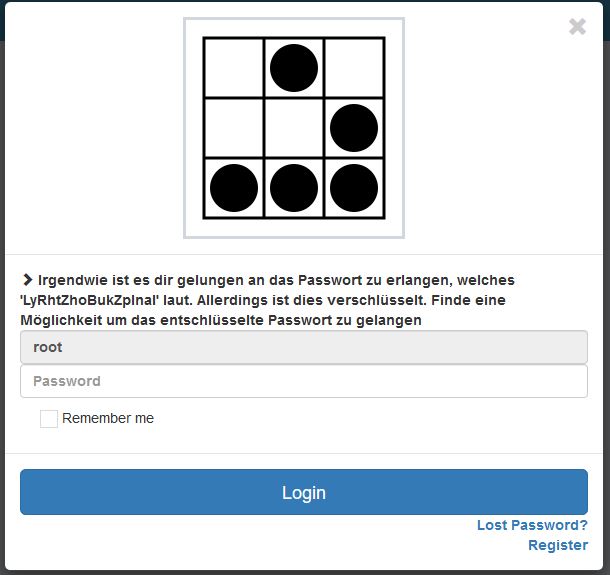 Irgendwie ist es dir gelungen an das Passwort zu erlangen, welches
'LyRhtZhoBukZpInal' laut. Allerdings ist dies verschlüsselt. Finde eine
Möglichkeit um das entschlüsselte Passwort zu gelangen
root
Password
Remember me
Login
Lost Password?
Register